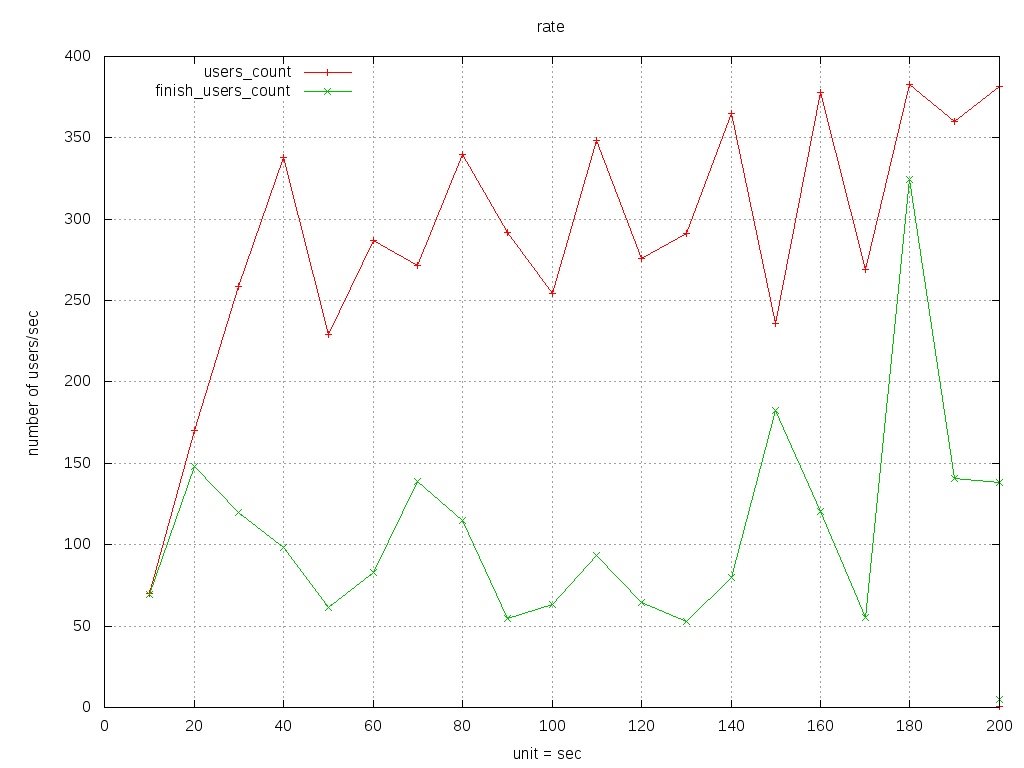 rate
400
users_count
finish_users_count
350
300
250
200
150
100
50
0
number of users/sec
0 20 40 60 80 100 120 140 160 180 200
unit = sec